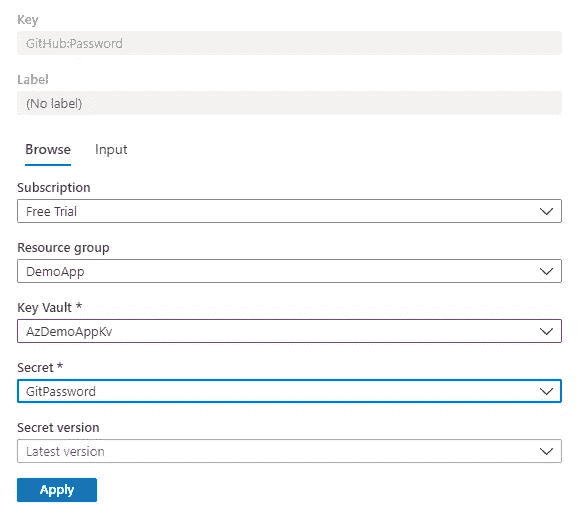 Key
GitHub:Password
Label
(No label)
Browse Input
Subscription
Free Trial
Resource group
DemoApp
Key Vault *
AzDemoAppKv
Secret *
GitPassword
Secret version
Latest version
Apply